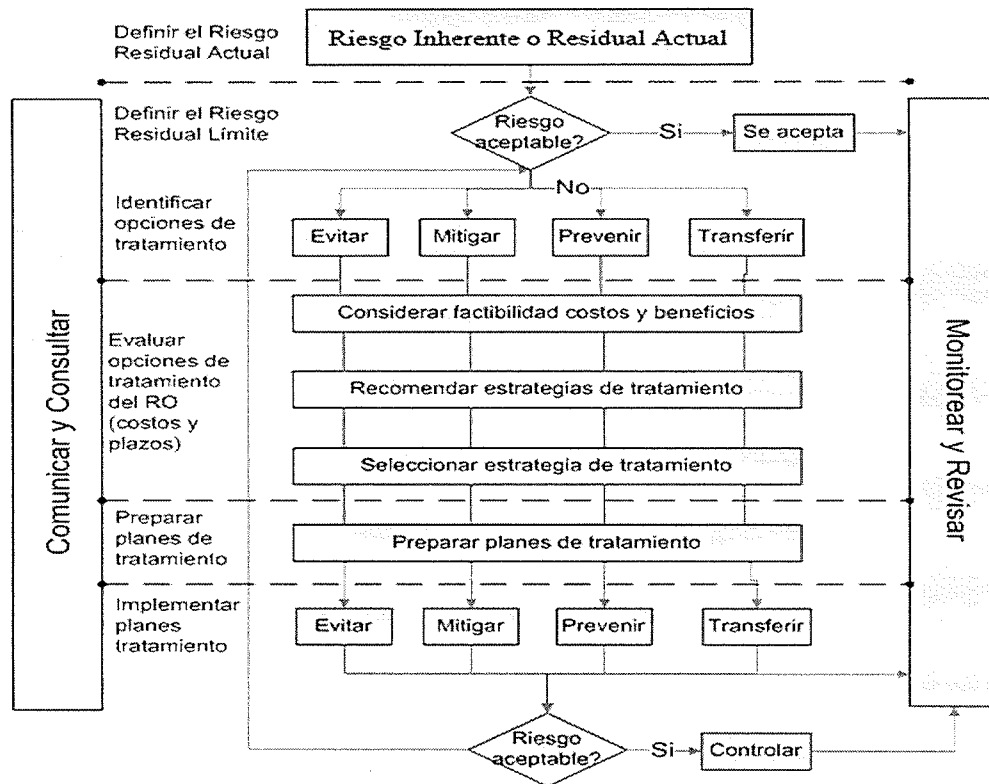 Definir el Riesgo
Residual Actual
Riesgo Inherente o Residual Actual
Definir el Riesgo
Residual Límite
Riesgo
aceptable?
Si
Se acepta
No
Identificar
opciones de
tratamiento
Evitar
Mitigar
Prevenir
Transferir
Considerar factibilidad costos y beneficios
Evaluar
opciones de
tratamiento
del RO
(costos y
plazos)
Recomendar estrategias de tratamiento
Seleccionar estrategia de tratamiento
Preparar
planes de
tratamiento
Preparar planes de tratamiento
Implementar
planes
tratamiento
Evitar
Mitigar
Prevenir
Transferir
Riesgo
aceptable?
Si
Controlar
Comunicar y Consultar
Monitorear y Revisar